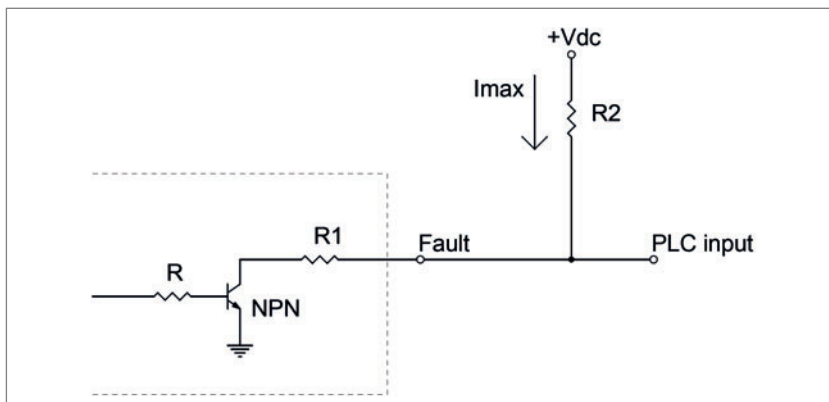 +Vdc
Imax
R2
R1
Fault
PLC input
R
NPN